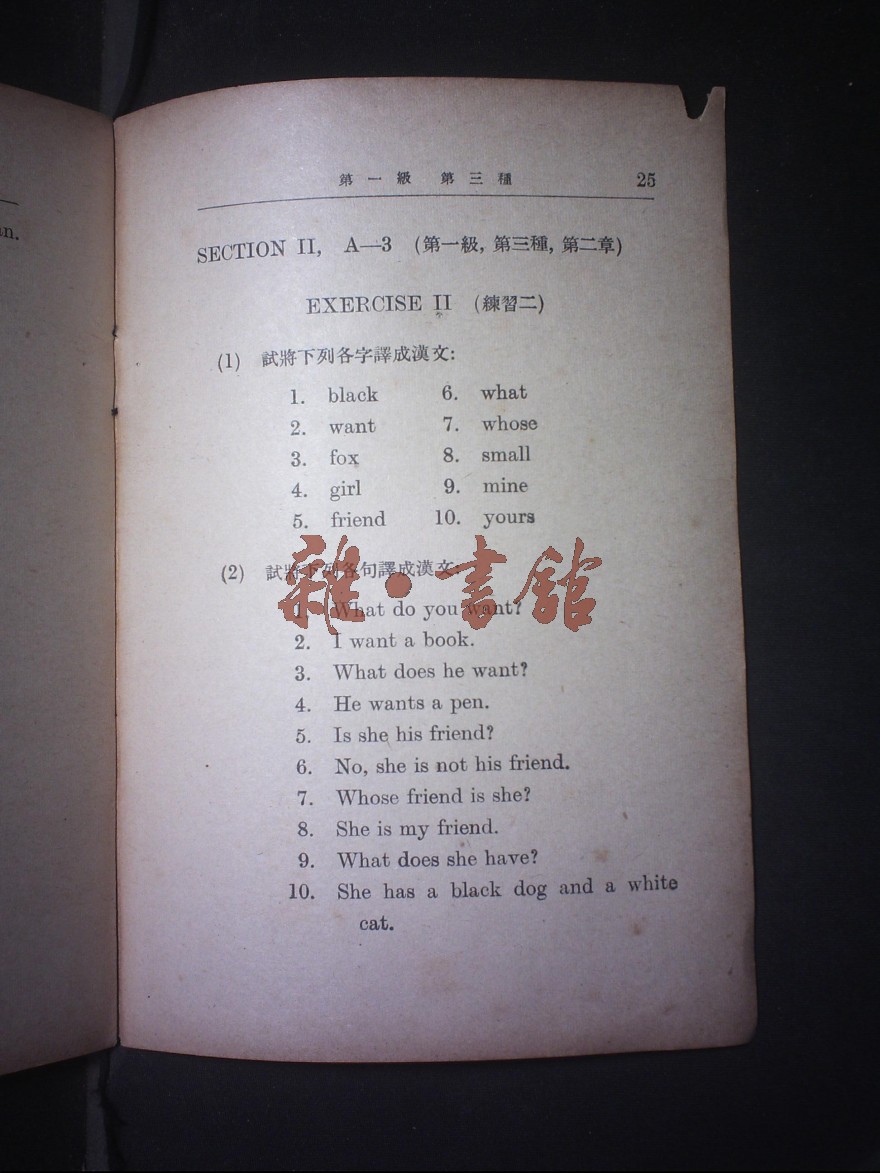 an.
第一級 第三種 25
SECTION II, A—3 (第一級, 第三種, 第二章)
EXERCISE II (練習二)
(1) 試將下列各字譯成漢文:
1. black 6. what
2. want 7. whose
3. fox 8. small
4. girl 9. mine
5. friend 10. yours
(2) 試將下列各句譯成漢文:
雜·書館
1. What do you want?
2. I want a book.
3. What does he want?
4. He wants a pen.
5. Is she his friend?
6. No, she is not his friend.
7. Whose friend is she?
8. She is my friend.
9. What does she have?
10. She has a black dog and a white
cat.